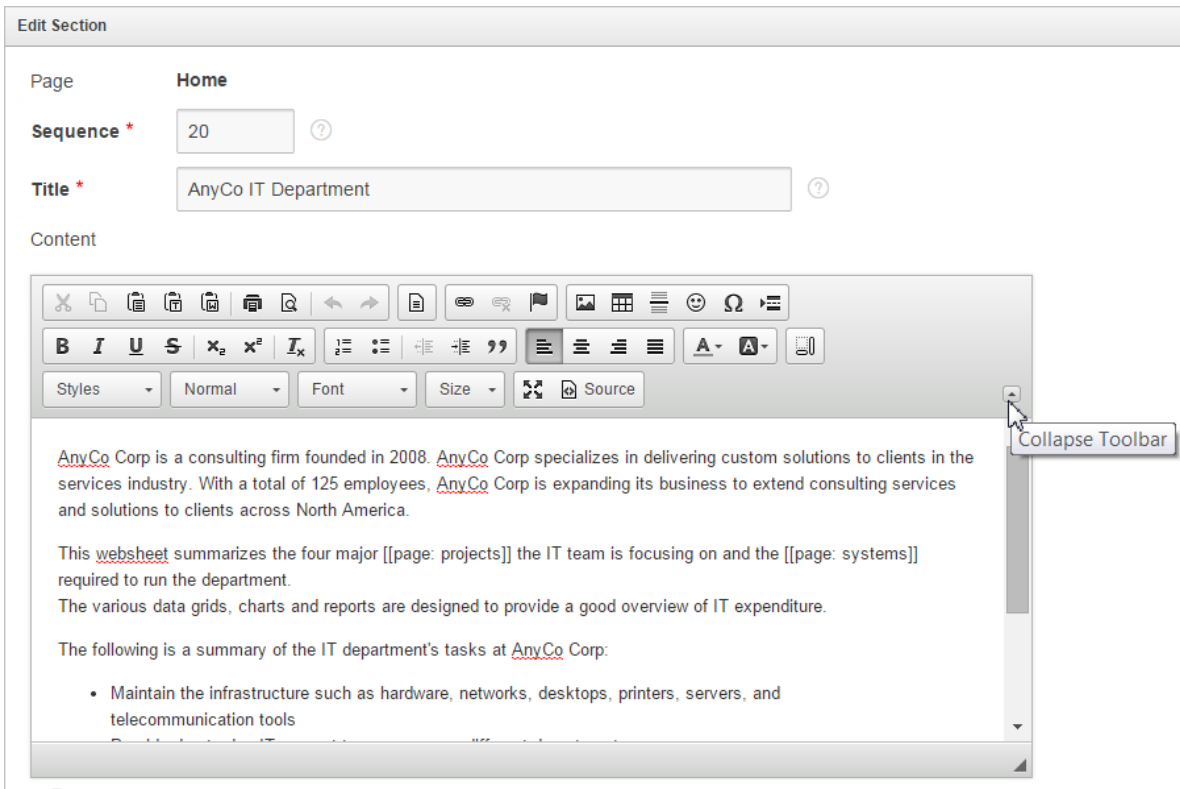 Edit Section
Page Home
Sequence * 20 ?
Title * AnyCo IT Department ?
Content
B I U S x₂ x² Iₓ A A
Styles Normal Font Size Source
Collapse Toolbar
AnyCo Corp is a consulting firm founded in 2008. AnyCo Corp specializes in delivering custom solutions to clients in the
services industry. With a total of 125 employees, AnyCo Corp is expanding its business to extend consulting services
and solutions to clients across North America.
This websheet summarizes the four major [[page: projects]] the IT team is focusing on and the [[page: systems]]
required to run the department.
The various data grids, charts and reports are designed to provide a good overview of IT expenditure.
The following is a summary of the IT department's tasks at AnyCo Corp:
• Maintain the infrastructure such as hardware, networks, desktops, printers, servers, and
telecommunication tools